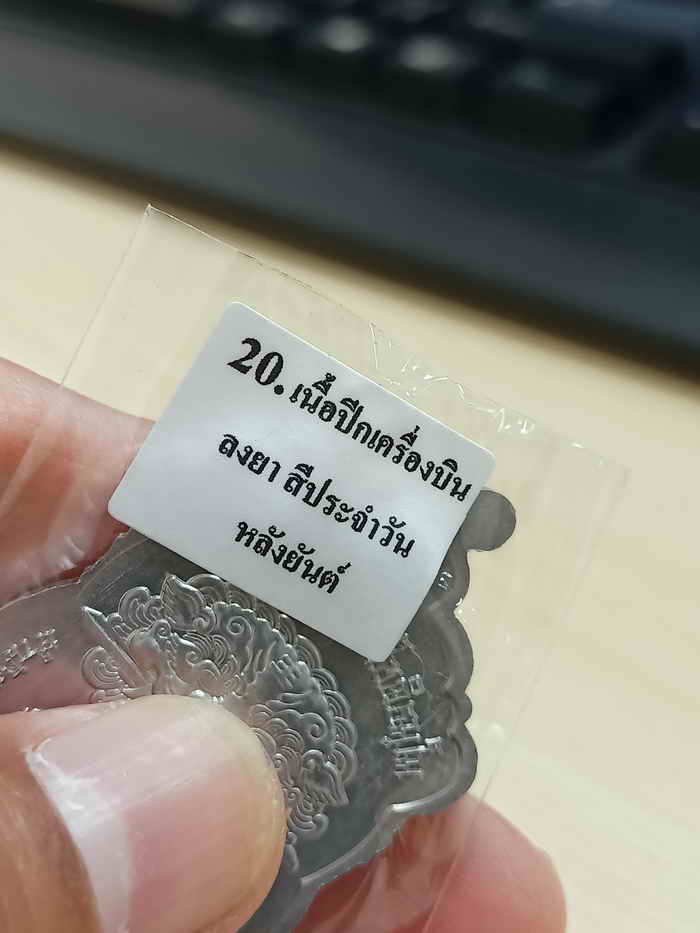 20. เนื้อปีกเครื่องบิน
ลงยา สีประจำวัน
หลังยันต์